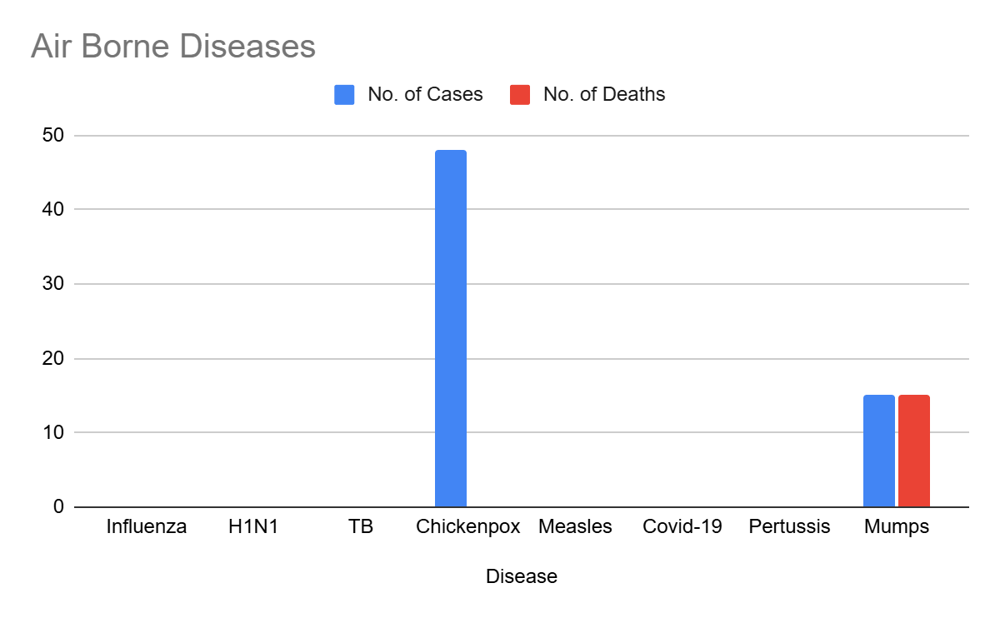 Air Borne Diseases
No. of Cases No. of Deaths
50
40
30
20
10
0
Influenza H1N1 TB Chickenpox Measles Covid-19 Pertussis Mumps
Disease